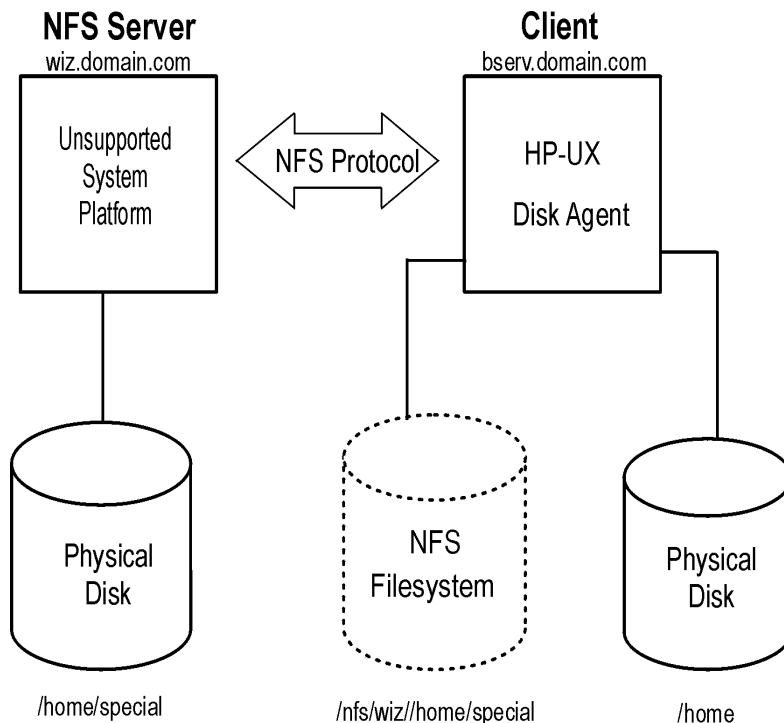 NFS Server
wiz.domain.com
Client
bserv.domain.com
Unsupported
System
Platform
NFS Protocol
HP-UX
Disk Agent
Physical
Disk
NFS
Filesystem
Physical
Disk
/home/special
/nfs/wiz//home/special
/home